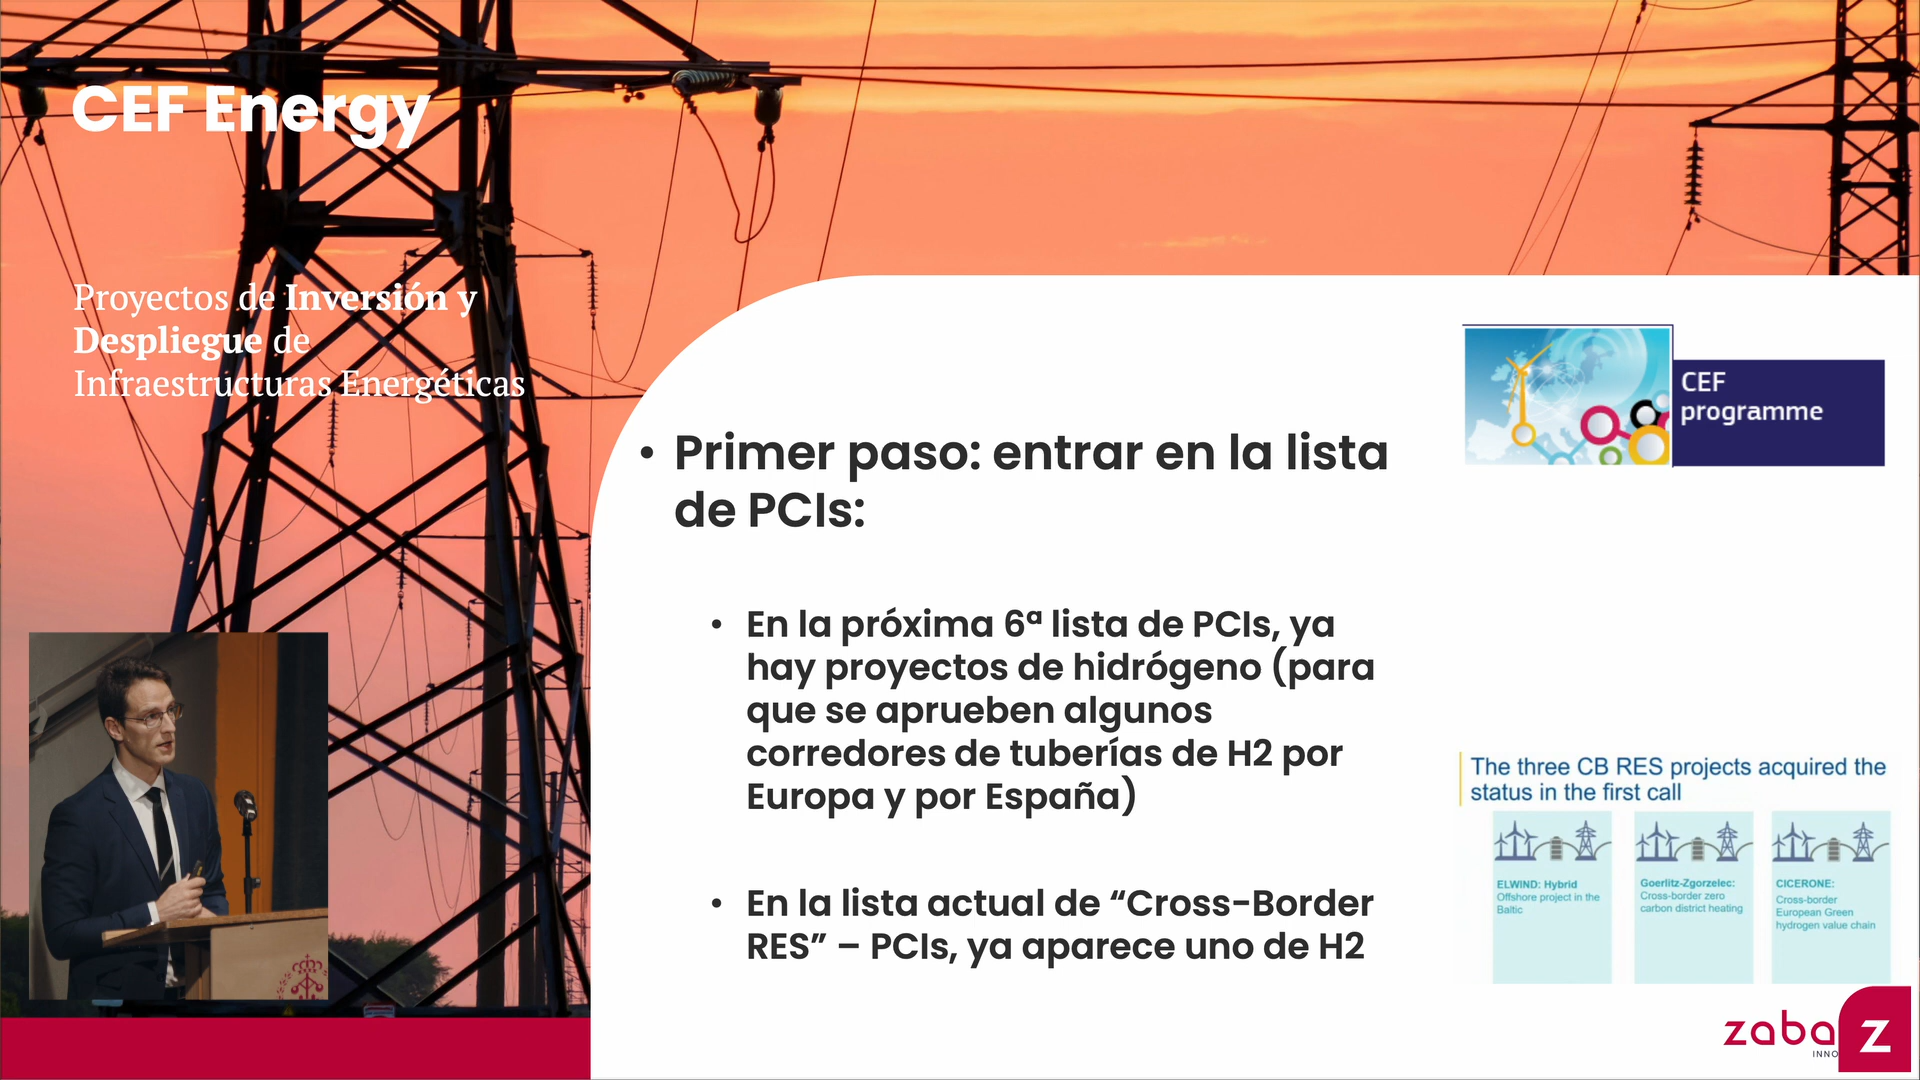 CEF Energy
Proyectos de Inversión y
Despliegue de
Infraestructuras Energéticas
• Primer paso: entrar en la lista
de PCIs:
• En la próxima 6ª lista de PCIs, ya
hay proyectos de hidrógeno (para
que se aprueben algunos
corredores de tuberías de H2 por
Europa y por España)
• En la lista actual de “Cross-Border
RES” – PCIs, ya aparece uno de H2
CEF
programme
The three CB RES projects acquired the
status in the first call
ELWIND: Hybrid
Offshore project in the
Baltic
Goerlitz-Zgorzelec:
Cross-border zero
carbon district heating
CICERONE:
Cross-border
European Green
hydrogen value chain
zaba
INNO
Z